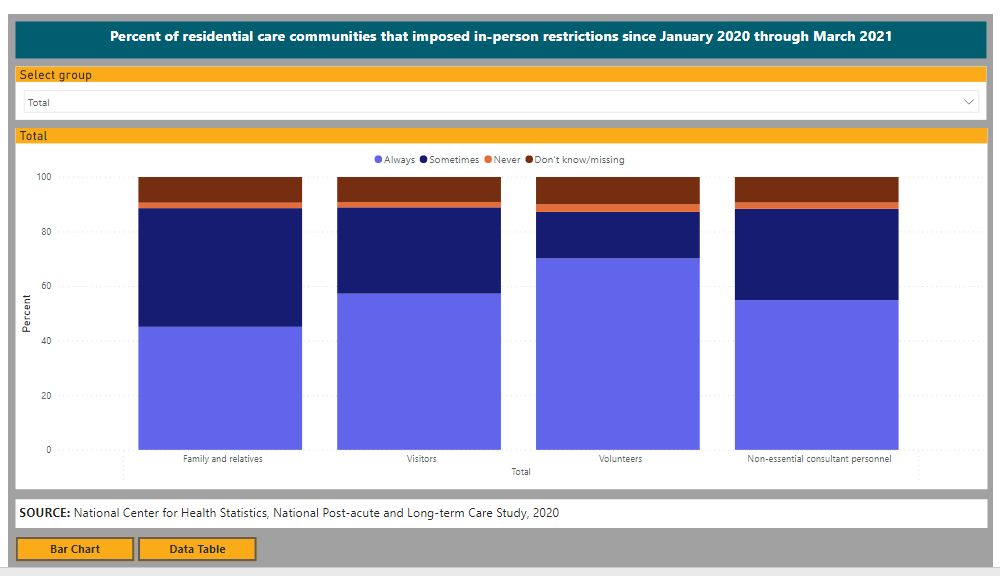 Percent of residential care communities that imposed in-person restrictions since January 2020 through March 2021
Select group
Total
Total
Always Sometimes Never Don't know/missing
100
80
60
40
20
0
Percent
Family and relatives Visitors Volunteers Non-essential consultant personnel
Total
SOURCE: National Center for Health Statistics, National Post-acute and Long-term Care Study, 2020
Bar Chart Data Table